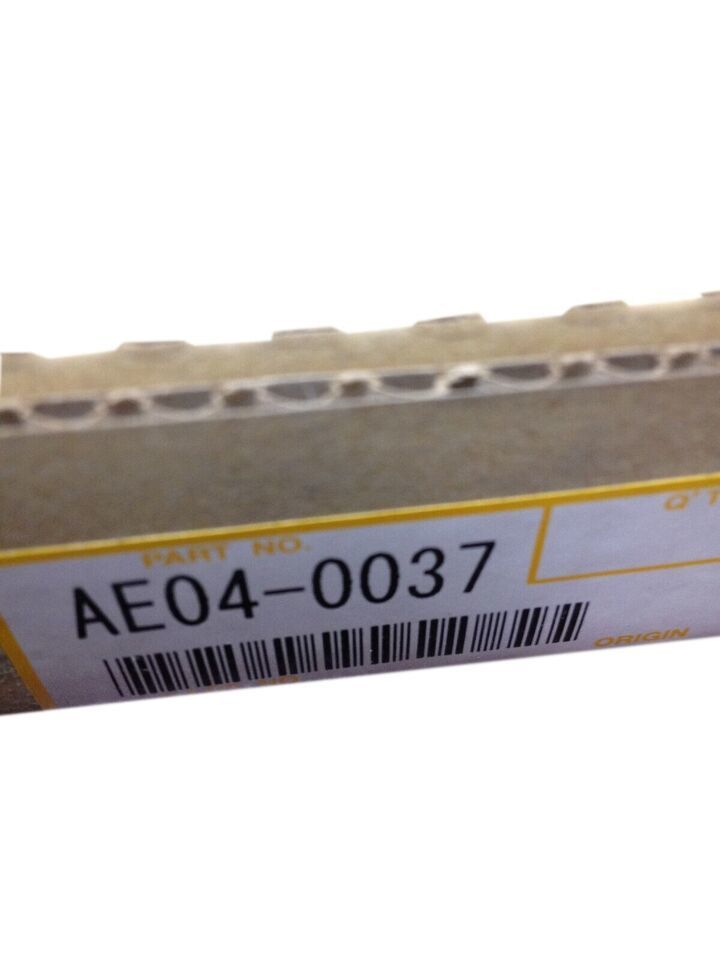 PART NO.
Q'T
AE04-0037
ORIGIN